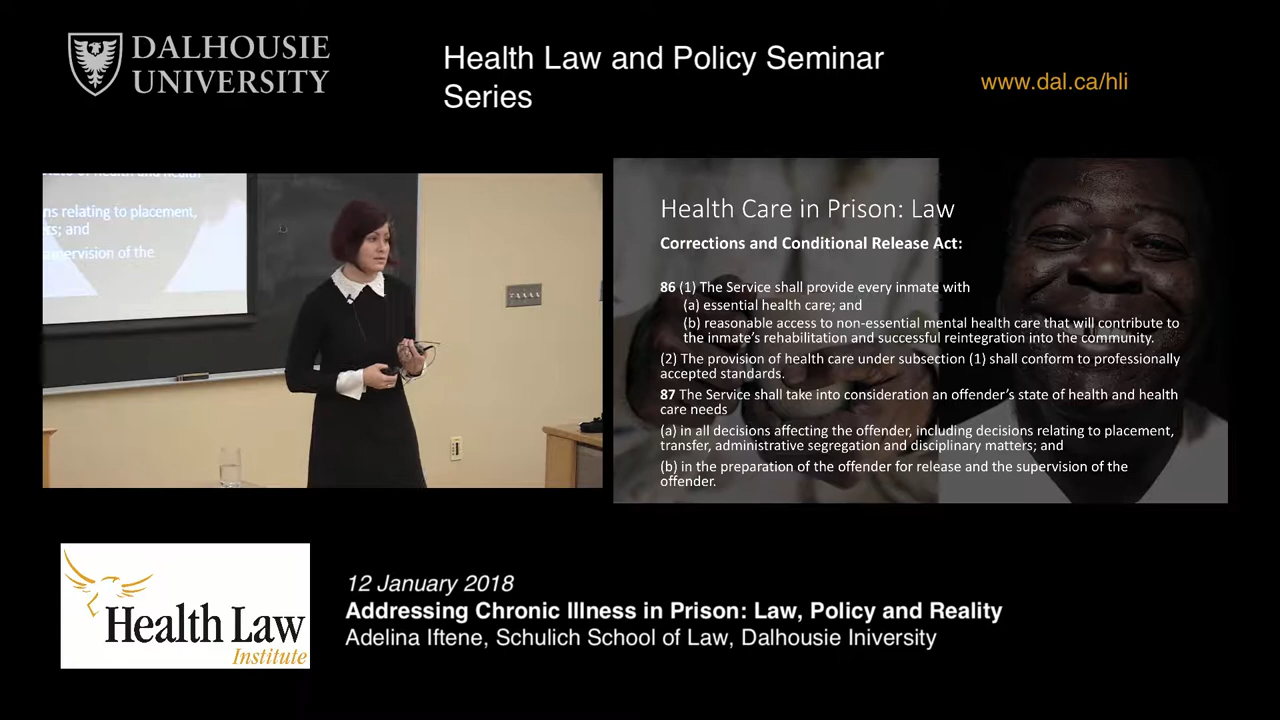 DALHOUSIE
UNIVERSITY
Health Law and Policy Seminar
Series
www.dal.ca/hli
ns relating to placement,
and
ervision of the
Health Care in Prison: Law
Corrections and Conditional Release Act:
86 (1) The Service shall provide every inmate with
(a) essential health care; and
(b) reasonable access to non-essential mental health care that will contribute to
the inmate's rehabilitation and successful reintegration into the community.
(2) The provision of health care under subsection (1) shall conform to professionally
accepted standards.
87 The Service shall take into consideration an offender's state of health and health
care needs
(a) in all decisions affecting the offender, including decisions relating to placement,
transfer, administrative segregation and disciplinary matters; and
(b) in the preparation of the offender for release and the supervision of the
offender.
Health Law
Institute
12 January 2018
Addressing Chronic Illness in Prison: Law, Policy and Reality
Adelina Iftene, Schulich School of Law, Dalhousie Iniversity